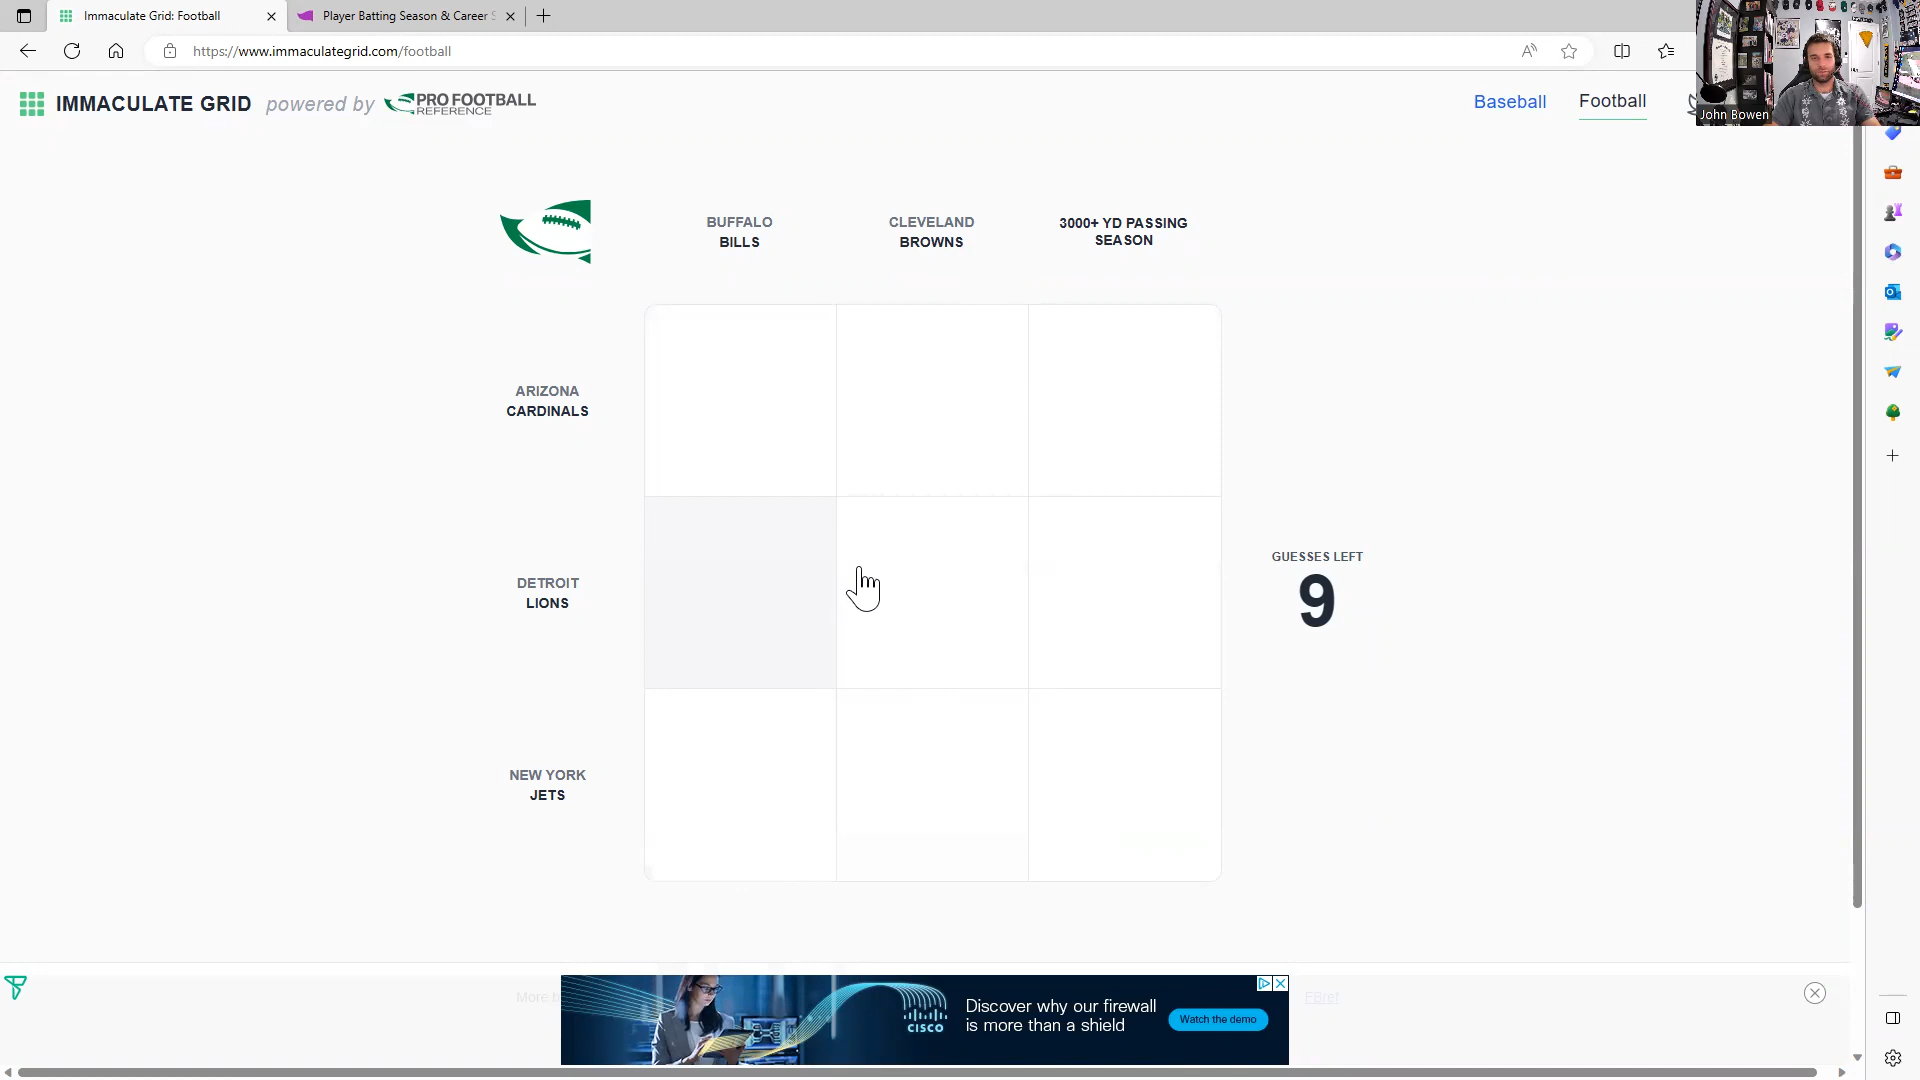 Immaculate Grid: Football
Player Batting Season & Career S
https://www.immaculategrid.com/football
John Bowen
IMMACULATE GRID powered by PRO FOOTBALL REFERENCE
Baseball
Football
BUFFALO
BILLS
CLEVELAND
BROWNS
3000+ YD PASSING
SEASON
ARIZONA
CARDINALS
DETROIT
LIONS
GUESSES LEFT
9
NEW YORK
JETS
More b
FBref
CISCO
Discover why our firewall
is more than a shield
Watch the demo